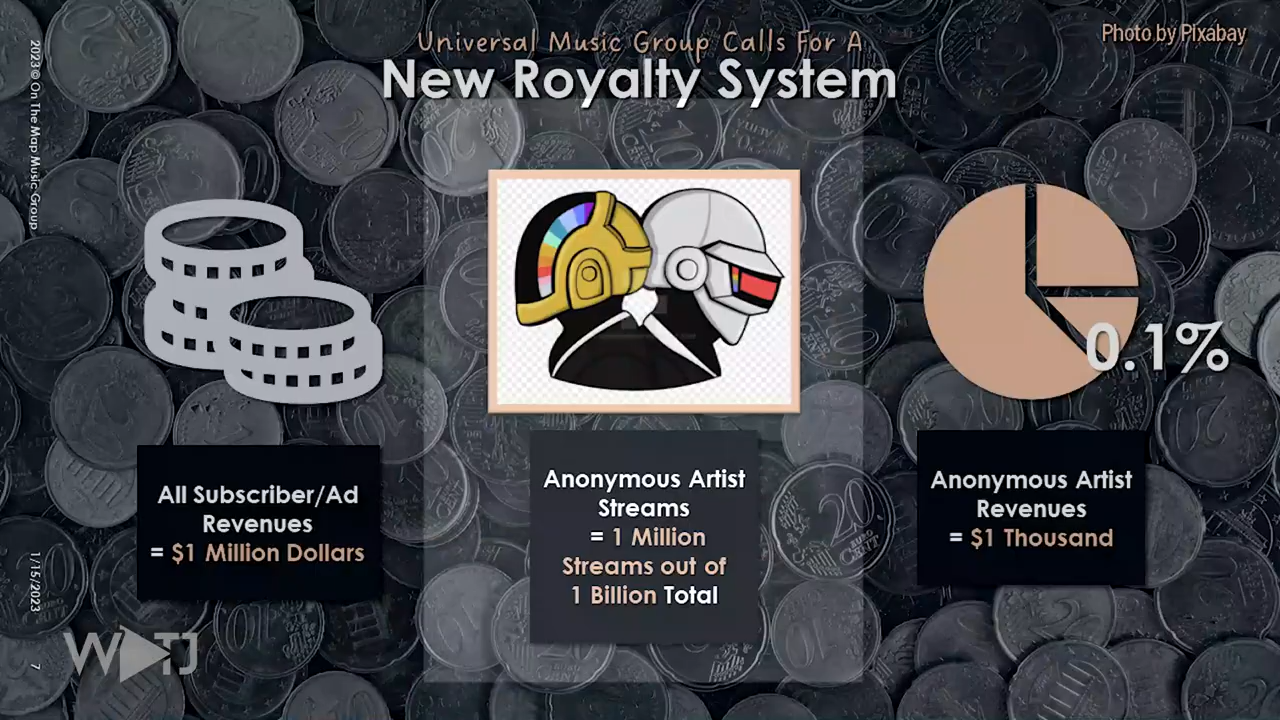 Universal Music Group Calls For A
New Royalty System
Photo by Pixabay
2023 © On The Map Music Group
0.1%
All Subscriber/Ad
Revenues
= $1 Million Dollars
Anonymous Artist
Streams
= 1 Million
Streams out of
1 Billion Total
Anonymous Artist
Revenues
= $1 Thousand
1/15/2023
7